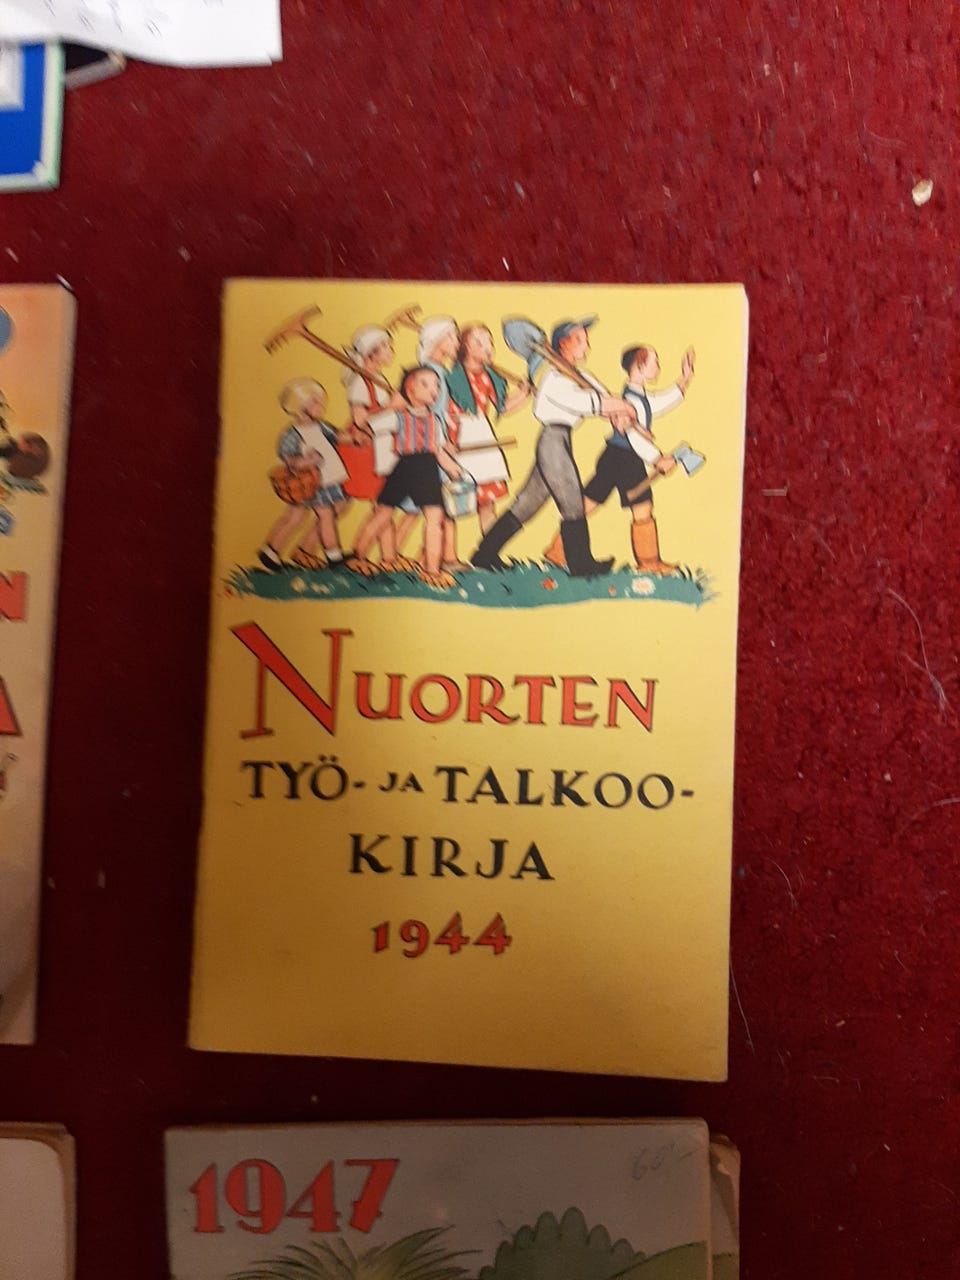 NUORTEN
TYÖ- JA TALKOO-
KIRJA
1944
N
A
1947